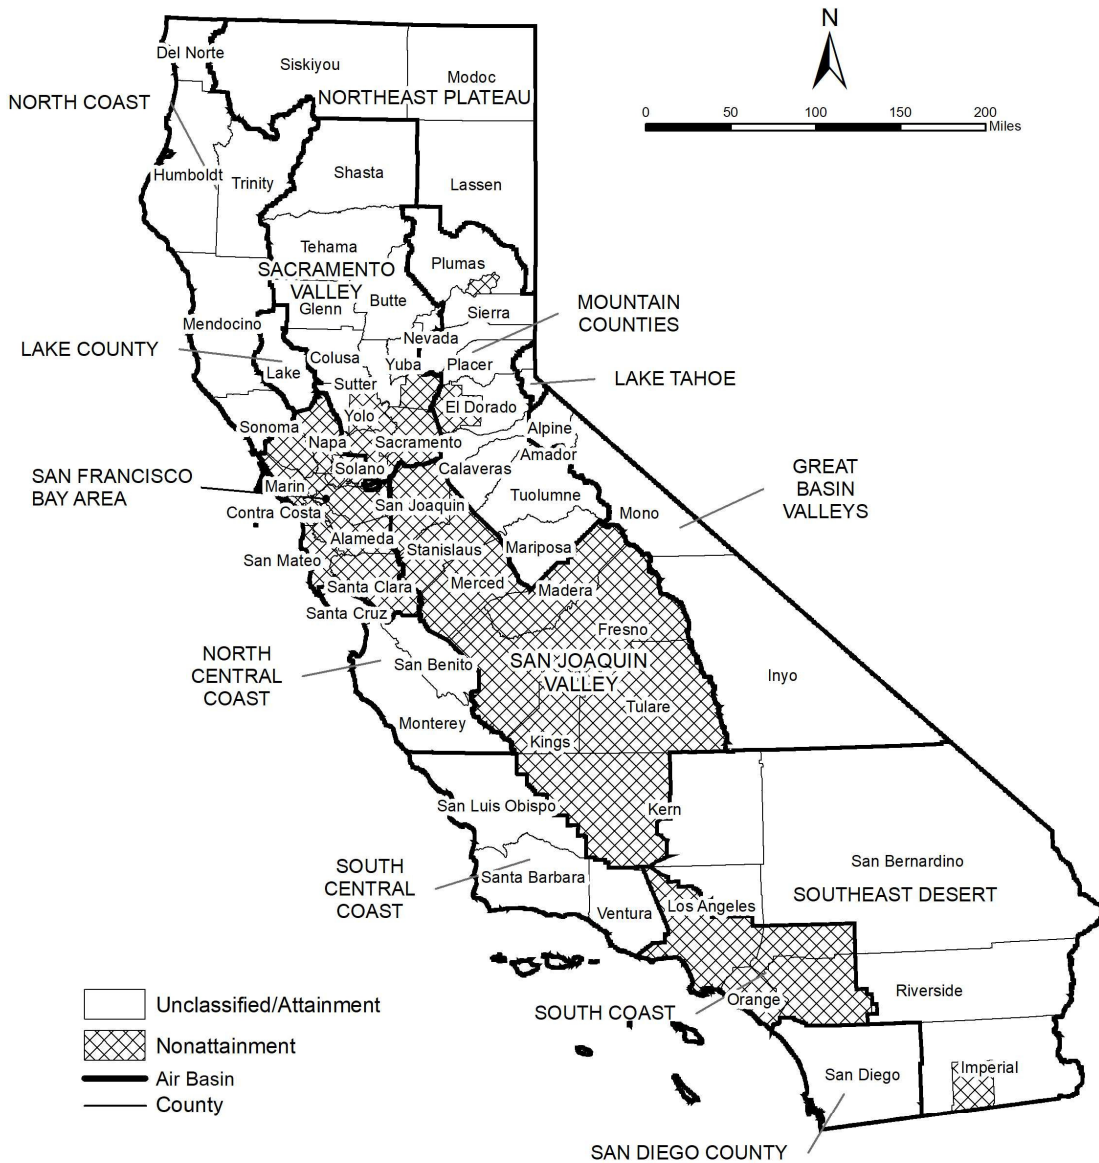 N
0 50 100 150 200
Miles
Del Norte
Siskiyou
Modoc
NORTH COAST
NORTHEAST PLATEAU
Humboldt
Trinity
Shasta
Lassen
Tehama
SACRAMENTO
VALLEY
Plumas
Butte
Glenn
Sierra
MOUNTAIN
COUNTIES
Mendocino
Nevada
LAKE COUNTY
Colusa
Yuba
Placer
Lake
Sutter
LAKE TAHOE
El Dorado
Yolo
Sonoma
Napa
Sacramento
Alpine
Amador
Solano
Calaveras
SAN FRANCISCO
BAY AREA
Marin
Tuolumne
GREAT
BASIN
VALLEYS
Contra Costa
San Joaquin
Mono
Alameda
Stanislaus
Mariposa
San Mateo
Santa Clara
Merced
Madera
Santa Cruz
Fresno
NORTH
CENTRAL
COAST
San Benito
SAN JOAQUIN
VALLEY
Inyo
Tulare
Monterey
Kings
San Luis Obispo
Kern
SOUTH
CENTRAL
COAST
Santa Barbara
San Bernardino
SOUTHEAST DESERT
Ventura
Los Angeles
Orange
Riverside
SOUTH COAST
San Diego
Imperial
SAN DIEGO COUNTY
Unclassified/Attainment
Nonattainment
Air Basin
County